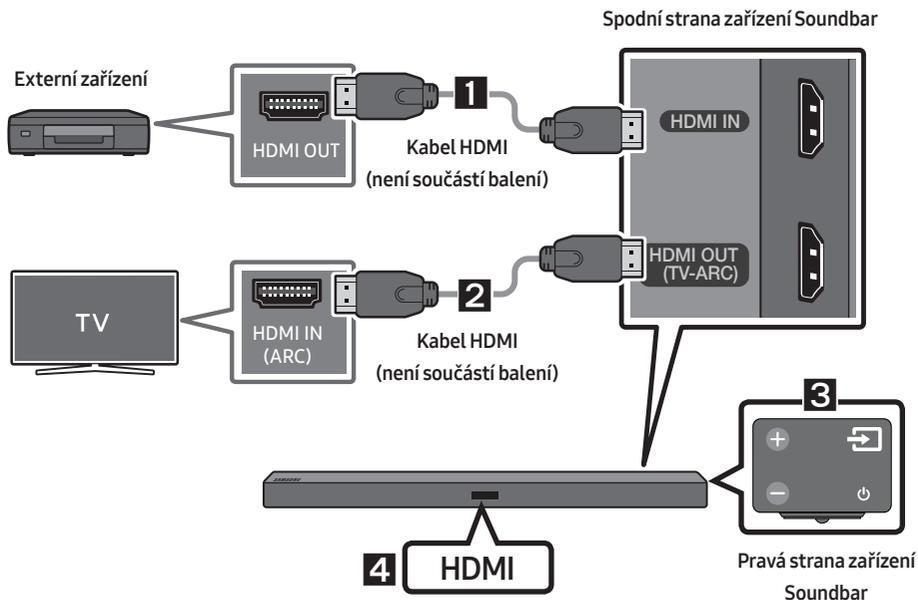 Spodní strana zařízení Soundbar
Externí zařízení
HDMI OUT
1
Kabel HDMI
(není součástí balení)
HDMI IN
TV
HDMI IN
(ARC)
2
Kabel HDMI
(není součástí balení)
HDMI OUT
(TV-ARC)
SAMSUNG
3
4
HDMI
Pravá strana zařízení
Soundbar